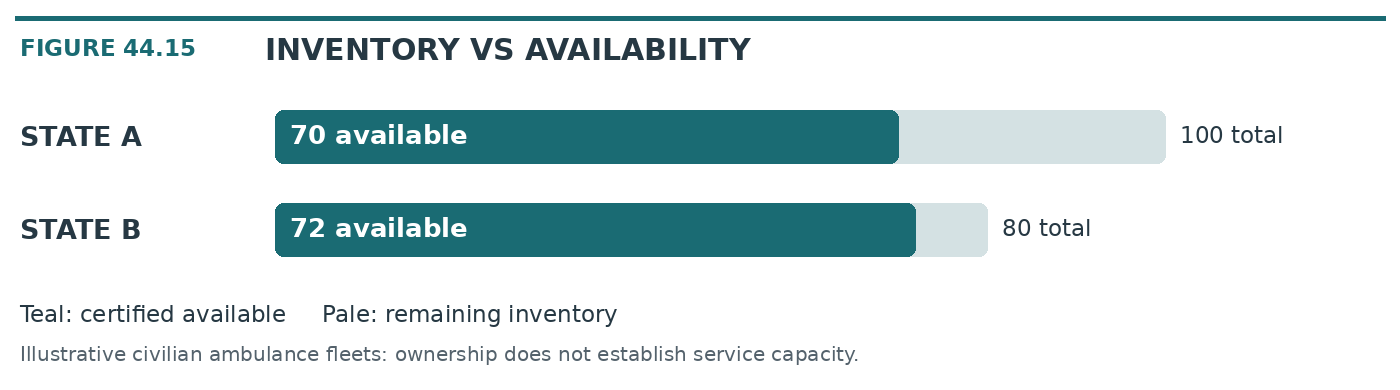 FIGURE 44.15 INVENTORY VS AVAILABILITY
STATE A 70 available 100 total
STATE B 72 available 80 total
Teal: certified available Pale: remaining inventory
Illustrative civilian ambulance fleets: ownership does not establish service capacity.